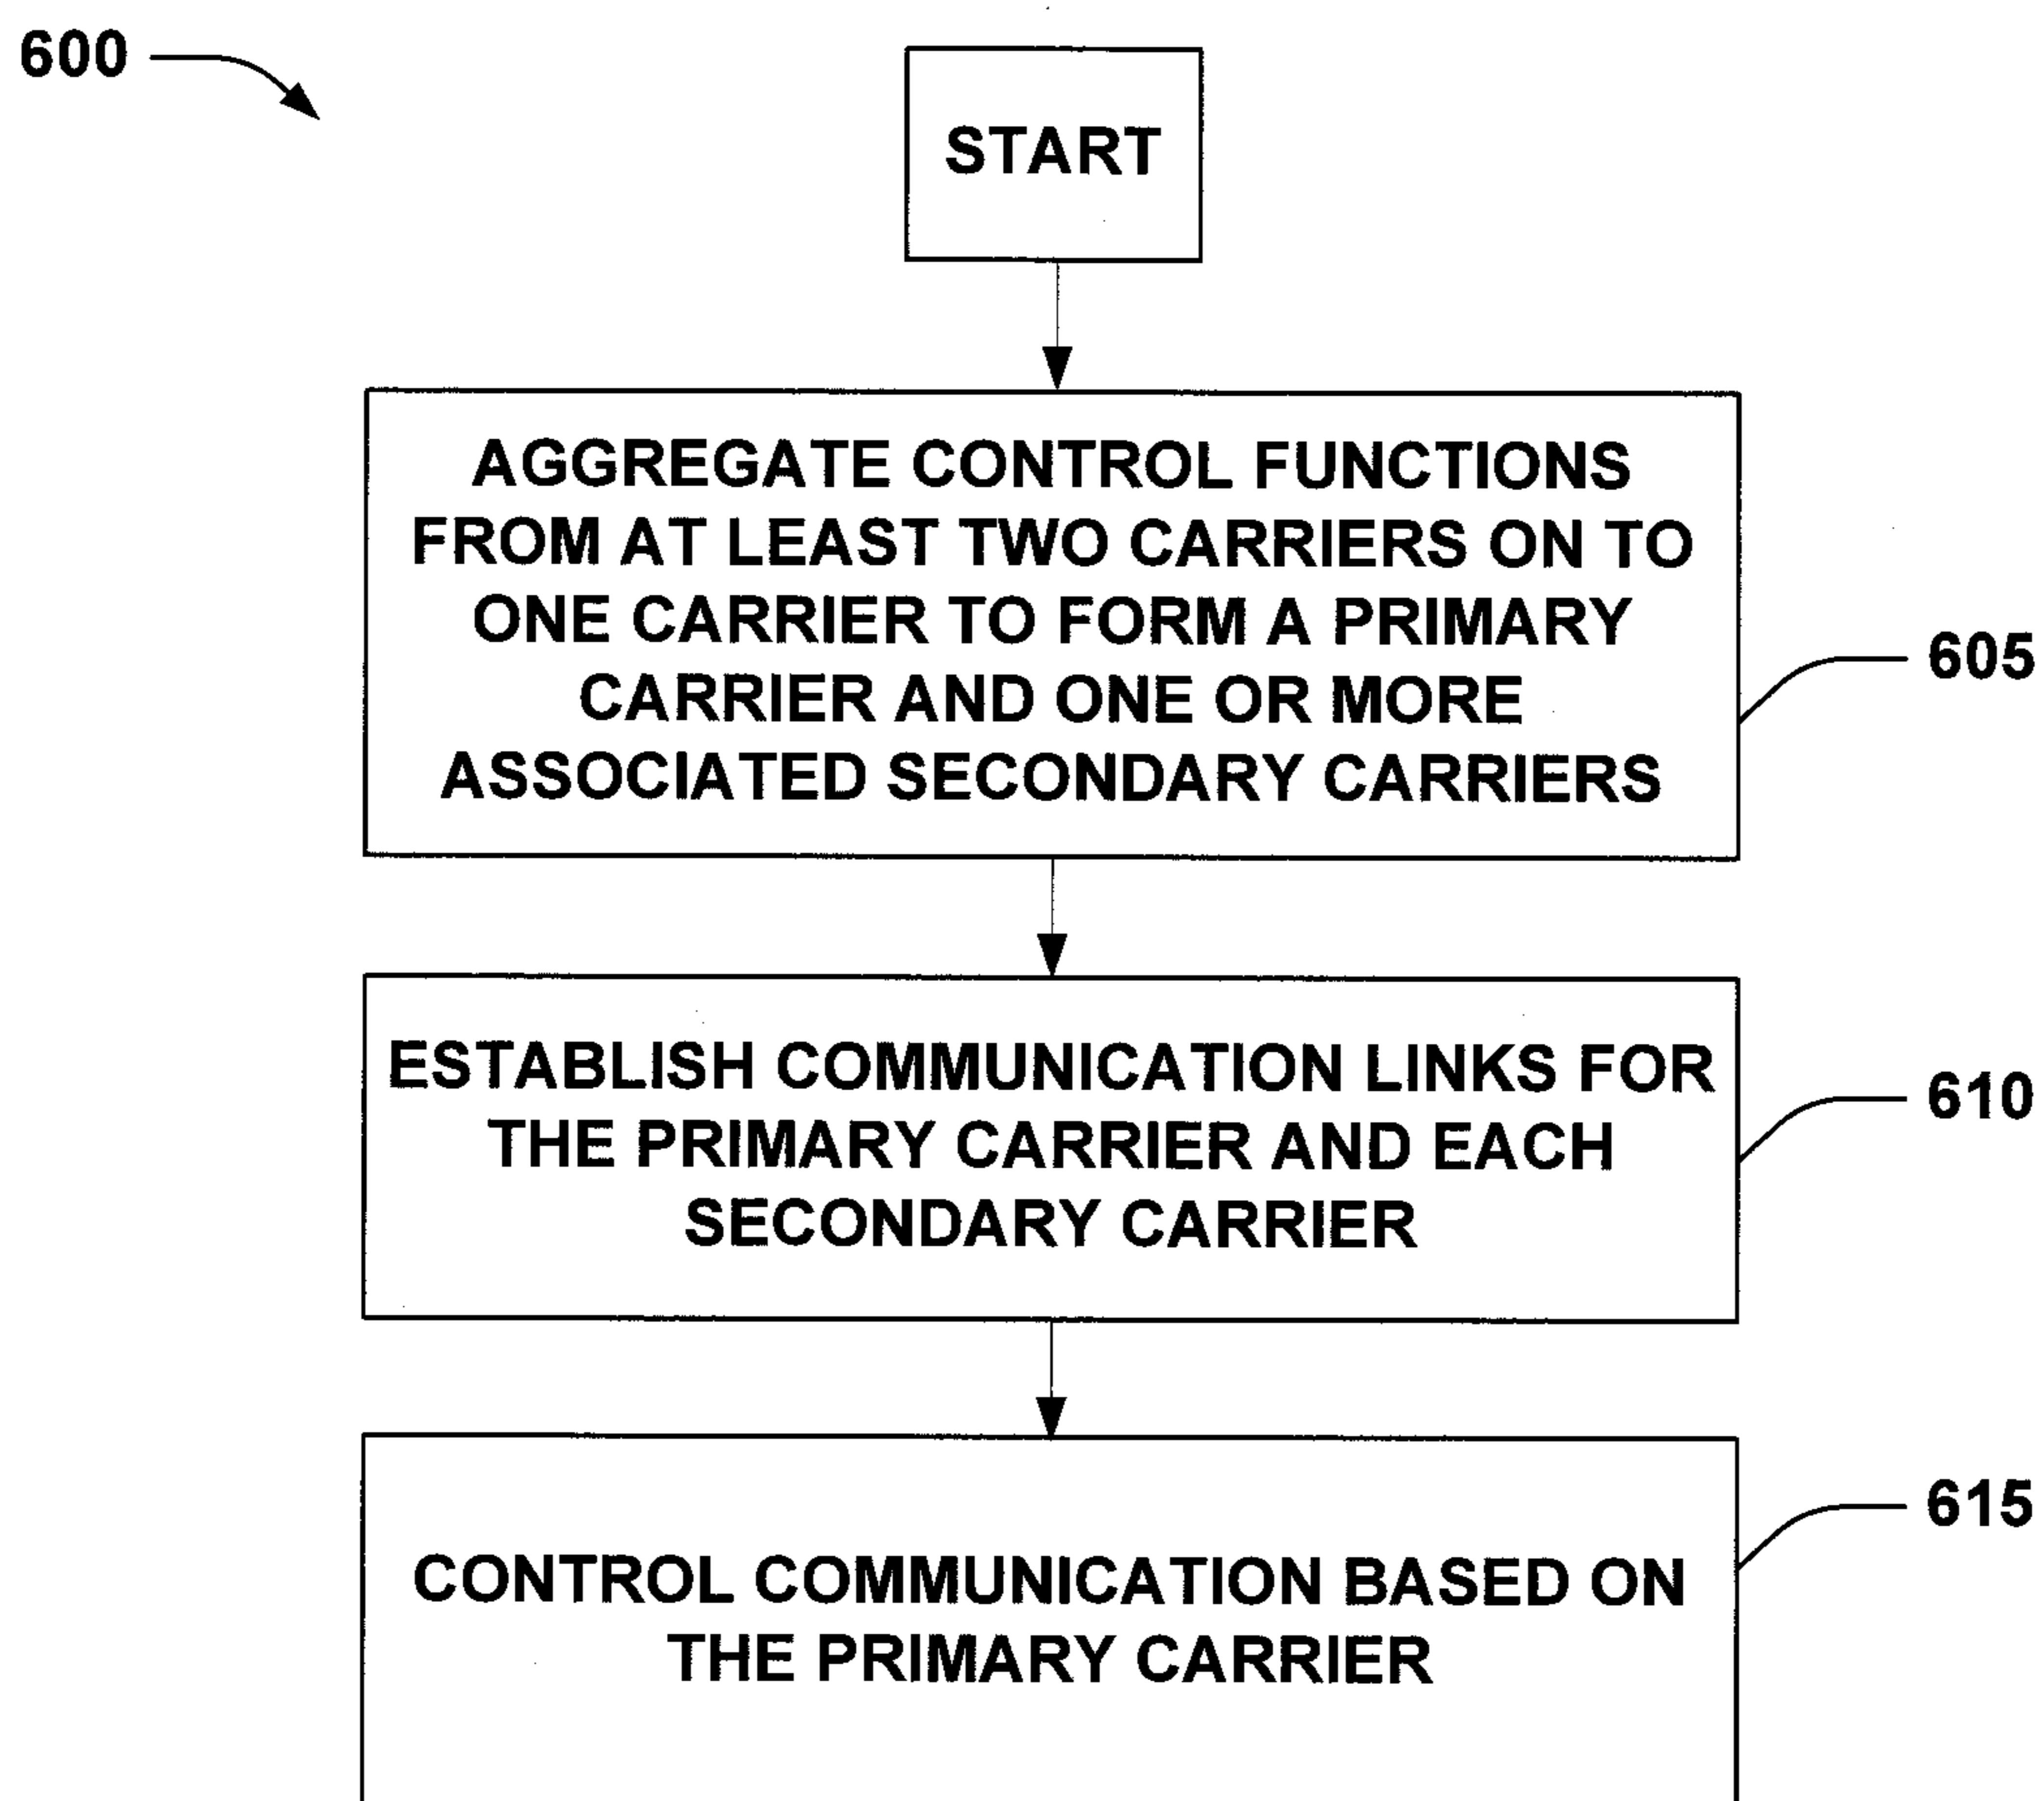 600
START
AGGREGATE CONTROL FUNCTIONS
FROM AT LEAST TWO CARRIERS ON TO
ONE CARRIER TO FORM A PRIMARY
CARRIER AND ONE OR MORE
ASSOCIATED SECONDARY CARRIERS
605
ESTABLISH COMMUNICATION LINKS FOR
THE PRIMARY CARRIER AND EACH
SECONDARY CARRIER
610
CONTROL COMMUNICATION BASED ON
THE PRIMARY CARRIER
615